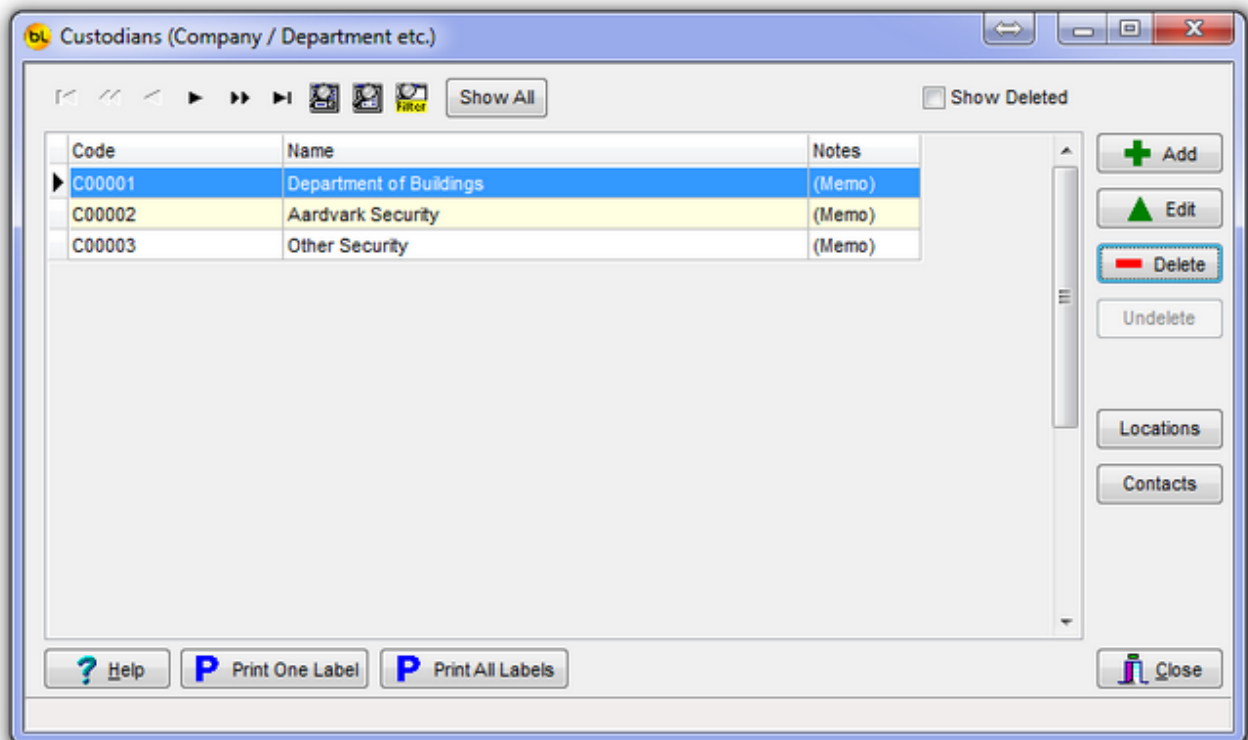 bL Custodians (Company / Department etc.)
Filter Show All Show Deleted
Code Name Notes
C00001 Department of Buildings (Memo)
C00002 Aardvark Security (Memo)
C00003 Other Security (Memo)
Add
Edit
Delete
Undelete
Locations
Contacts
? Help P Print One Label P Print All Labels Close